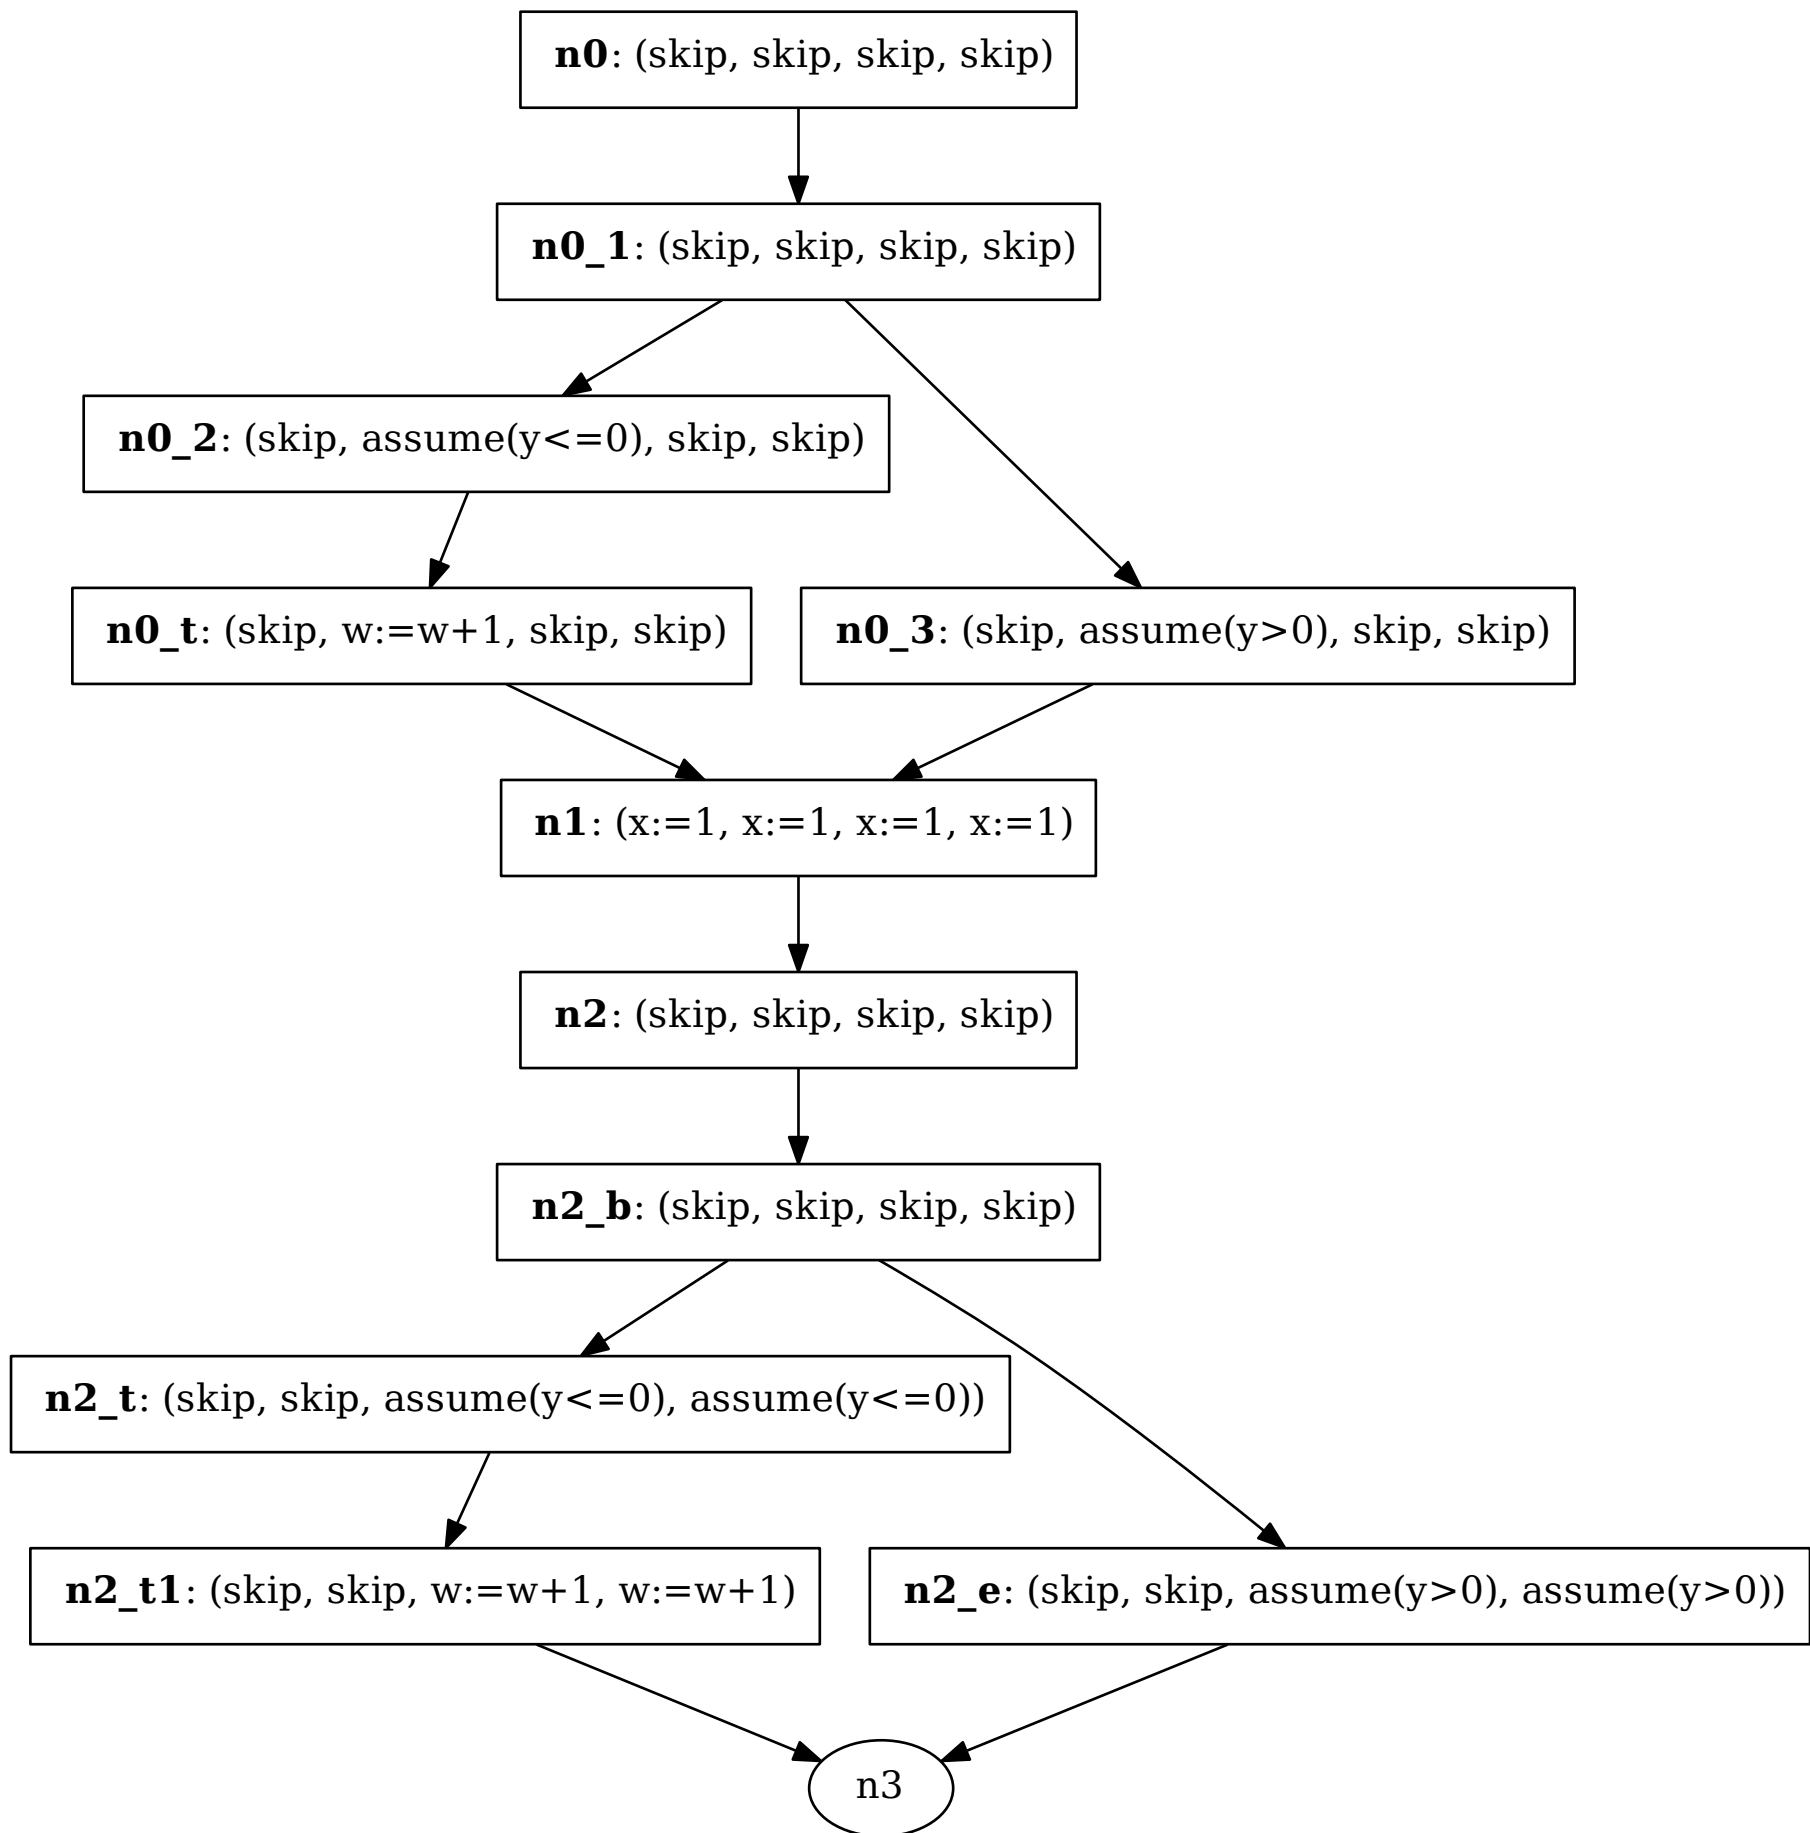 n0: (skip, skip, skip, skip)
n0_1: (skip, skip, skip, skip)
n0_2: (skip, assume(y<=0), skip, skip)
n0_t: (skip, w:=w+1, skip, skip)
n0_3: (skip, assume(y>0), skip, skip)
n1: (x:=1, x:=1, x:=1, x:=1)
n2: (skip, skip, skip, skip)
n2_b: (skip, skip, skip, skip)
n2_t: (skip, skip, assume(y<=0), assume(y<=0))
n2_t1: (skip, skip, w:=w+1, w:=w+1)
n2_e: (skip, skip, assume(y>0), assume(y>0))
n3